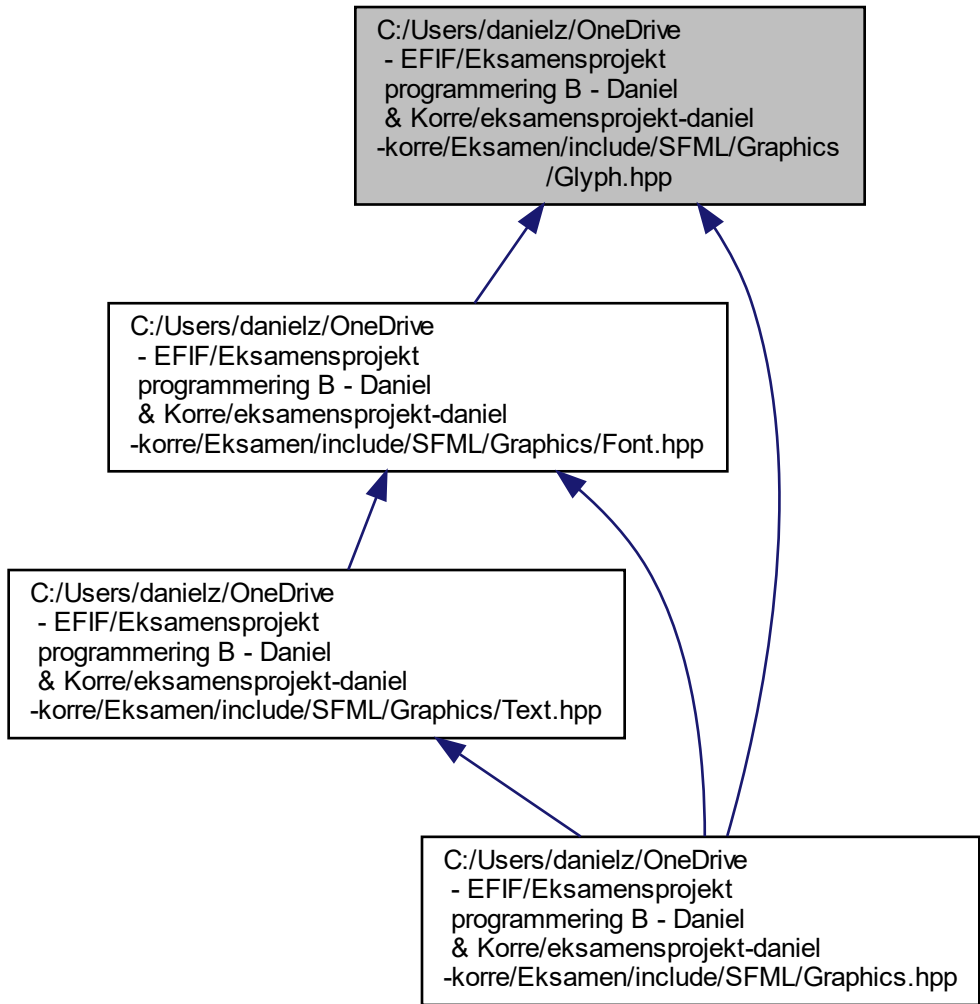 C:/Users/danielz/OneDrive
- EFIF/Eksamensprojekt
programmering B - Daniel
& Korre/eksamensprojekt-daniel
-korre/Eksamen/include/SFML/Graphics
/Glyph.hpp
C:/Users/danielz/OneDrive
- EFIF/Eksamensprojekt
programmering B - Daniel
& Korre/eksamensprojekt-daniel
-korre/Eksamen/include/SFML/Graphics/Font.hpp
C:/Users/danielz/OneDrive
- EFIF/Eksamensprojekt
programmering B - Daniel
& Korre/eksamensprojekt-daniel
-korre/Eksamen/include/SFML/Graphics/Text.hpp
C:/Users/danielz/OneDrive
- EFIF/Eksamensprojekt
programmering B - Daniel
& Korre/eksamensprojekt-daniel
-korre/Eksamen/include/SFML/Graphics.hpp